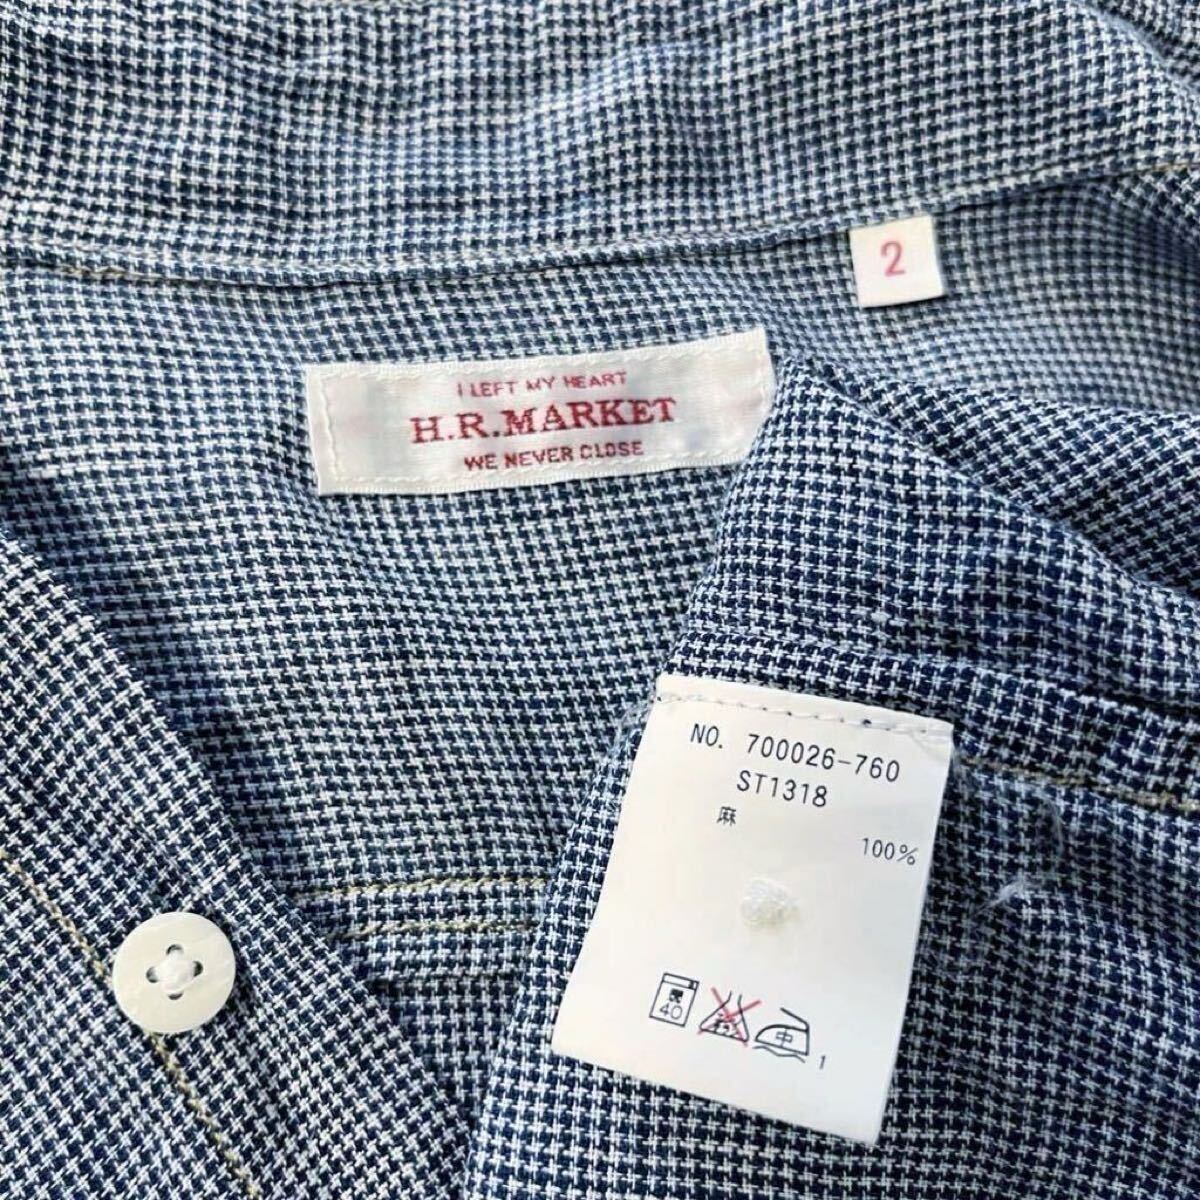 2
I LEFT MY HEART
H.R.MARKET
WE NEVER CLOSE
NO. 700026-760
ST1318
麻
100%
40
中
1